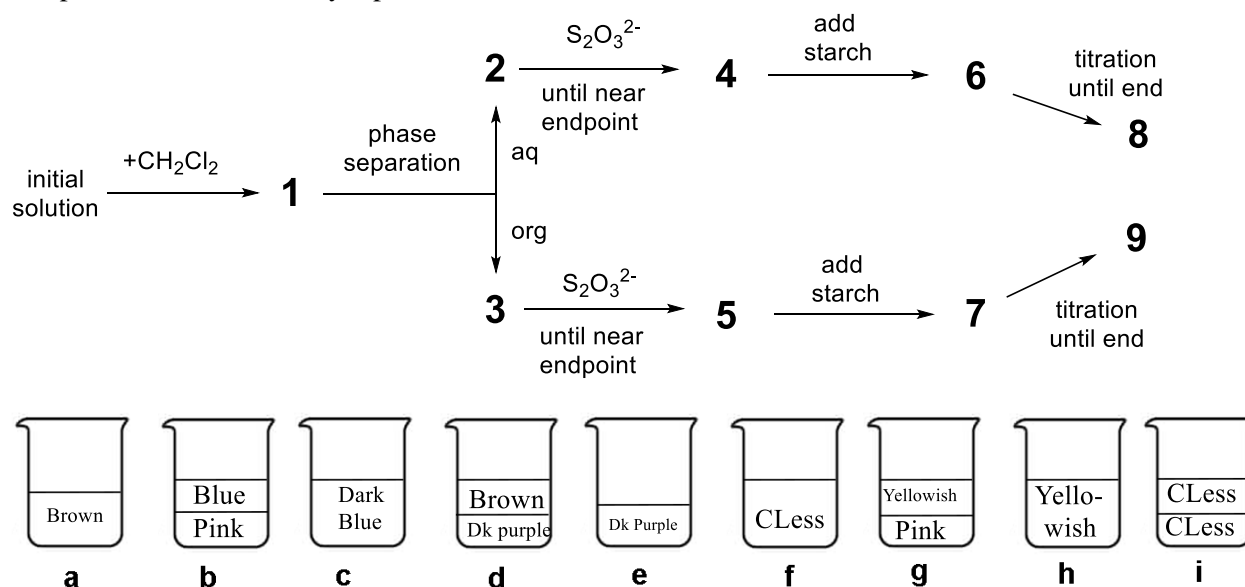 initial
solution
+CH2Cl2
1
phase
separation
aq
org
2
S2O3 2-
until near
endpoint
4
add
starch
6
titration
until end
8
3
S2O3 2-
until near
endpoint
5
add
starch
7
titration
until end
9
Brown
a
Blue
Pink
b
Dark
Blue
c
Brown
Dk purple
d
Dk Purple
e
CLess
f
Yellowish
Pink
g
Yello-
wish
h
CLess
CLess
i